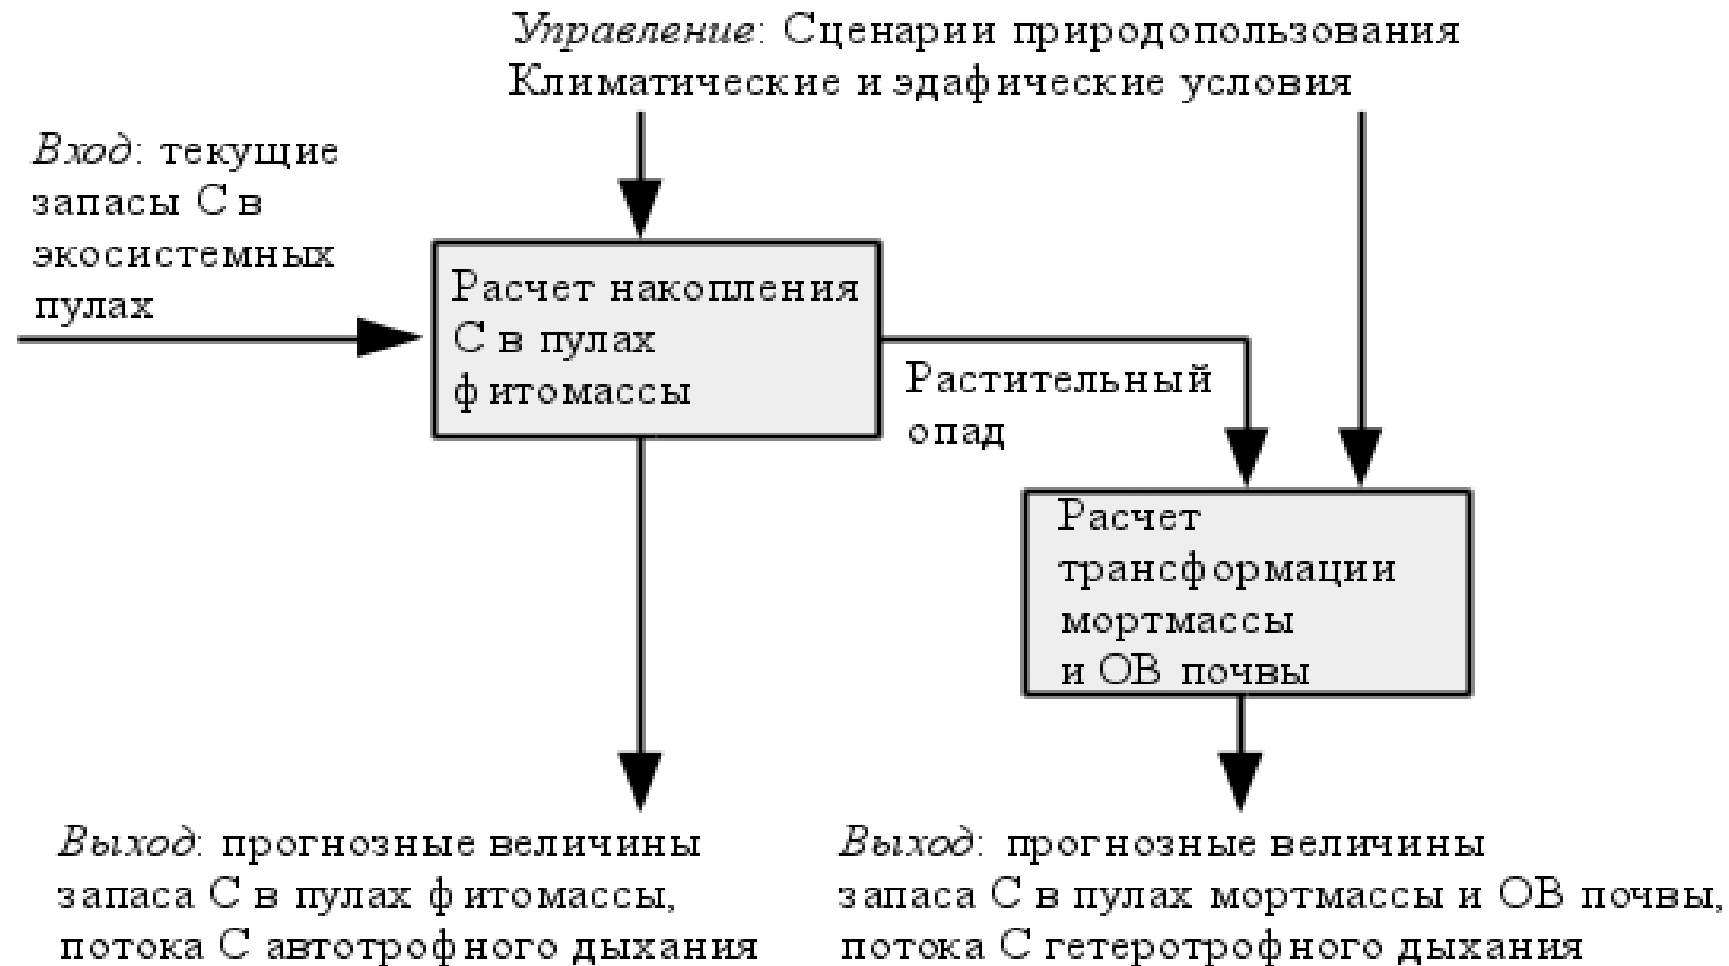 Управление: Сценарии природопользования
Климатические и эдафические условия
Вход: текущие
запасы С в
экосистемных
пулах
Расчет накопления
С в пулах
фитомассы
Растительный
опад
Расчет
трансформации
мортмассы
и ОВ почвы
Выход: прогнозные величины
запаса С в пулах фитомассы,
потока С автотрофного дыхания
Выход: прогнозные величины
запаса С в пулах мортмассы и ОВ почвы,
потока С гетеротрофного дыхания